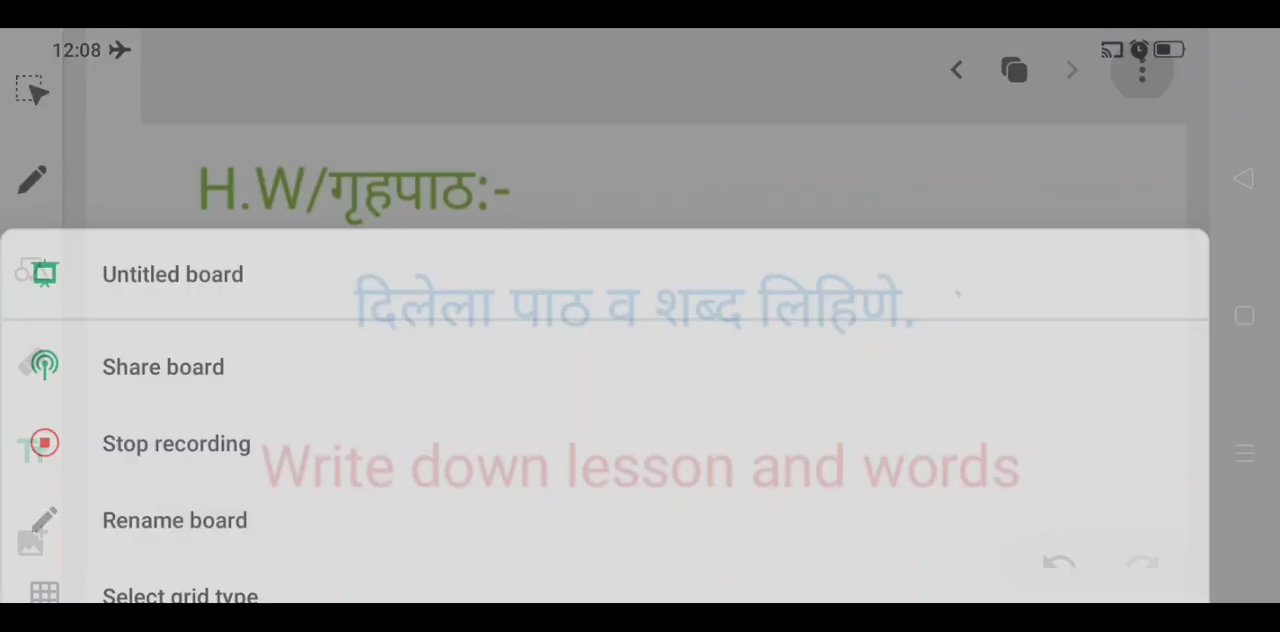 12:08
H.W/गृहपाठ:-
Untitled board
दिलेला पाठ व शब्द लिहिणे.
Share board
Stop recording
Write down lesson and words
Rename board
Select grid type